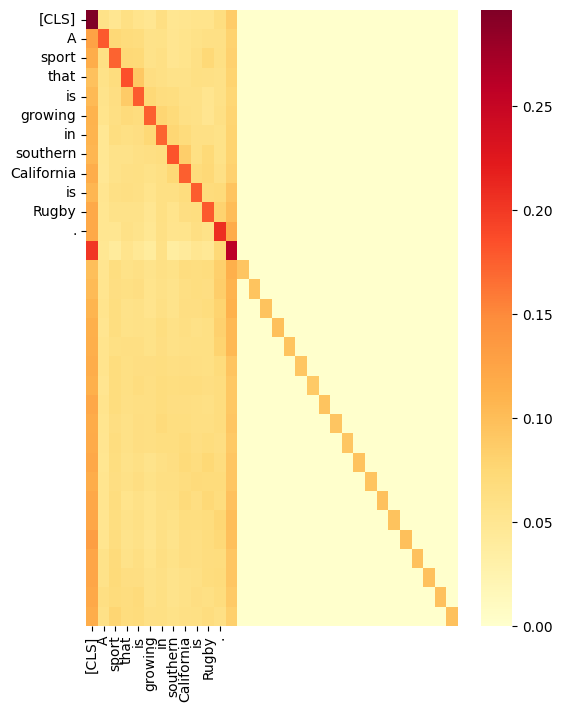 [CLS]
A
sport
that
is
growing
in
southern
California
is
Rugby
.
0.25
0.20
0.15
0.10
0.05
0.00
[CLS]
A
sport
that
is
growing
in
southern
California
is
Rugby
.